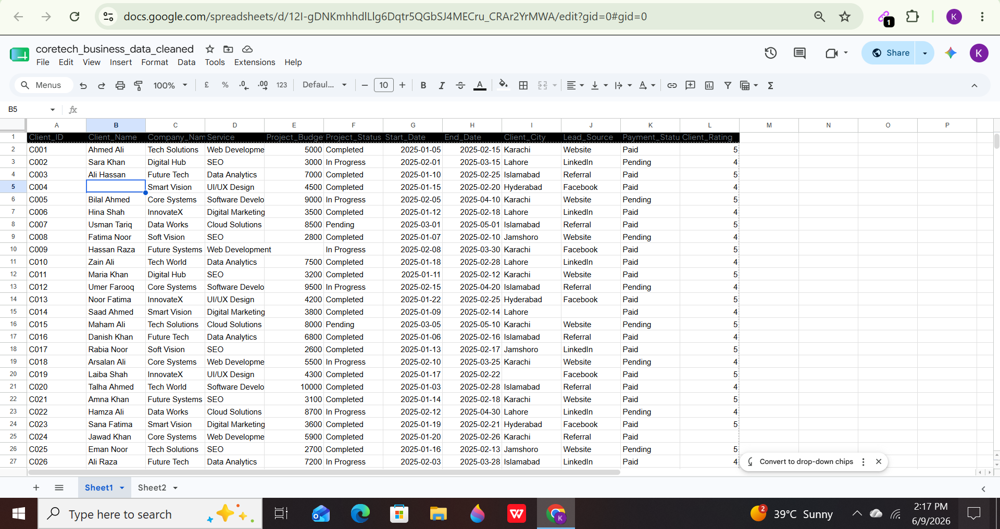 docs.google.com/spreadsheets/d/12I-gDNKmhhdlLlg6Dqtr5QGbSJ4MECru_CRAr2YrMWA/edit?gid=0#gid=0
1
K
coretech_business_data_cleaned
File Edit View Insert Format Data Tools Extensions Help
Share
K
Menus 100% £ % .0 .00 123 Defaul... 10 B I A
B5
A B C D E F G H I J K L M N O P
1 Client_ID Client_Name Company_Nam Service Project_Budge Project_Status Start_Date End_Date Client_City Lead_Source Payment_Statu Client_Rating
2 C001 Ahmed Ali Tech Solutions Web Developme 5000 Completed 2025-01-05 2025-02-15 Karachi Website Paid 5
3 C002 Sara Khan Digital Hub SEO 3000 In Progress 2025-02-01 2025-03-15 Lahore LinkedIn Pending 4
4 C003 Ali Hassan Future Tech Data Analytics 7000 Completed 2025-01-10 2025-02-25 Islamabad Referral Paid 5
5 C004 Smart Vision UI/UX Design 4500 Completed 2025-01-15 2025-02-20 Hyderabad Facebook Paid 4
6 C005 Bilal Ahmed Core Systems Software Develo 9000 In Progress 2025-02-05 2025-04-10 Karachi Website Pending 5
7 C006 Hina Shah InnovateX Digital Marketing 3500 Completed 2025-01-12 2025-02-18 Lahore LinkedIn Paid 4
8 C007 Usman Tariq Data Works Cloud Solutions 8500 Pending 2025-03-01 2025-05-01 Islamabad Referral Paid 5
9 C008 Fatima Noor Soft Vision SEO 2800 Completed 2025-01-07 2025-02-10 Jamshoro Website Pending 4
10 C009 Hassan Raza Future Systems Web Development In Progress 2025-02-08 2025-03-30 Karachi Facebook Paid 5
11 C010 Zain Ali Tech World Data Analytics 7500 Completed 2025-01-18 2025-02-28 Lahore LinkedIn Paid 4
12 C011 Maria Khan Digital Hub SEO 3200 Completed 2025-01-11 2025-02-12 Karachi Website Paid 5
13 C012 Umer Farooq Core Systems Software Develo 9500 In Progress 2025-02-15 2025-04-20 Islamabad Referral Pending 4
14 C013 Noor Fatima InnovateX UI/UX Design 4200 Completed 2025-01-22 2025-02-25 Hyderabad Facebook Paid 5
15 C014 Saad Ahmed Smart Vision Digital Marketing 3800 Completed 2025-01-09 2025-02-14 Lahore Paid 4
16 C015 Maham Ali Tech Solutions Cloud Solutions 8000 Pending 2025-03-05 2025-05-10 Karachi Website Pending 5
17 C016 Danish Khan Future Tech Data Analytics 6800 Completed 2025-01-06 2025-02-16 Islamabad Referral Paid 4
18 C017 Rabia Noor Soft Vision SEO 2600 Completed 2025-01-13 2025-02-17 Jamshoro LinkedIn Paid 5
19 C018 Arsalan Ali Core Systems Web Developme 5500 In Progress 2025-02-10 2025-03-25 Karachi Website Pending 4
20 C019 Laiba Shah InnovateX UI/UX Design 4300 Completed 2025-01-17 2025-02-22 Facebook Paid 5
21 C020 Talha Ahmed Tech World Software Develo 10000 Completed 2025-01-03 2025-02-28 Islamabad Referral Paid 4
22 C021 Amna Khan Future Systems SEO 3100 Completed 2025-01-14 2025-02-18 Karachi Website Paid 5
23 C022 Hamza Ali Data Works Cloud Solutions 8700 In Progress 2025-02-12 2025-04-30 Lahore LinkedIn Pending 4
24 C023 Sana Fatima Smart Vision Digital Marketing 3600 Completed 2025-01-19 2025-02-21 Hyderabad Facebook Paid 5
25 C024 Jawad Khan Core Systems Web Developme 5900 Completed 2025-01-20 2025-02-26 Karachi Referral Paid
26 C025 Eman Noor Tech Solutions SEO 2700 Completed 2025-01-16 2025-02-13 Jamshoro Website Pending 5
27 C026 Ali Raza Future Tech Data Analytics 7200 In Progress 2025-02-03 2025-03-28 Islamabad LinkedIn Paid 4
Convert to drop-down chips
Sheet1 Sheet2
Type here to search
2
39°C Sunny
2:17 PM
6/9/2026